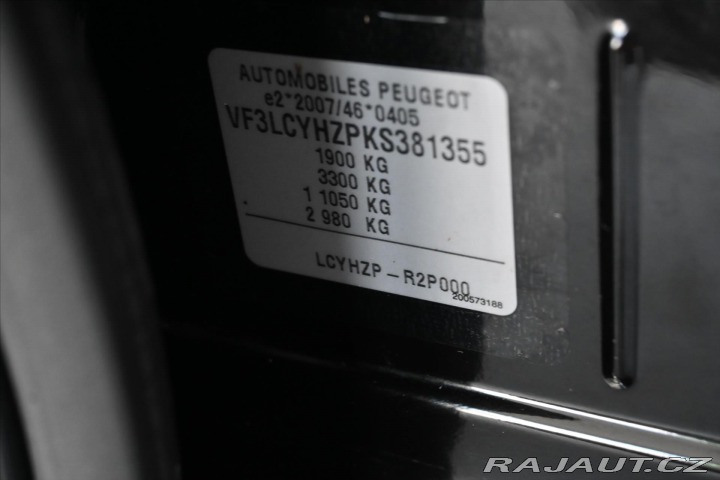 AUTOMOBILES PEUGEOT
e2*2007/46*0405
VF3LCYHZPKS381355
1900 KG
3300 KG
1 1050 KG
2 980 KG
LCYHZP - R2P000
200573188
RAJAUT.CZ